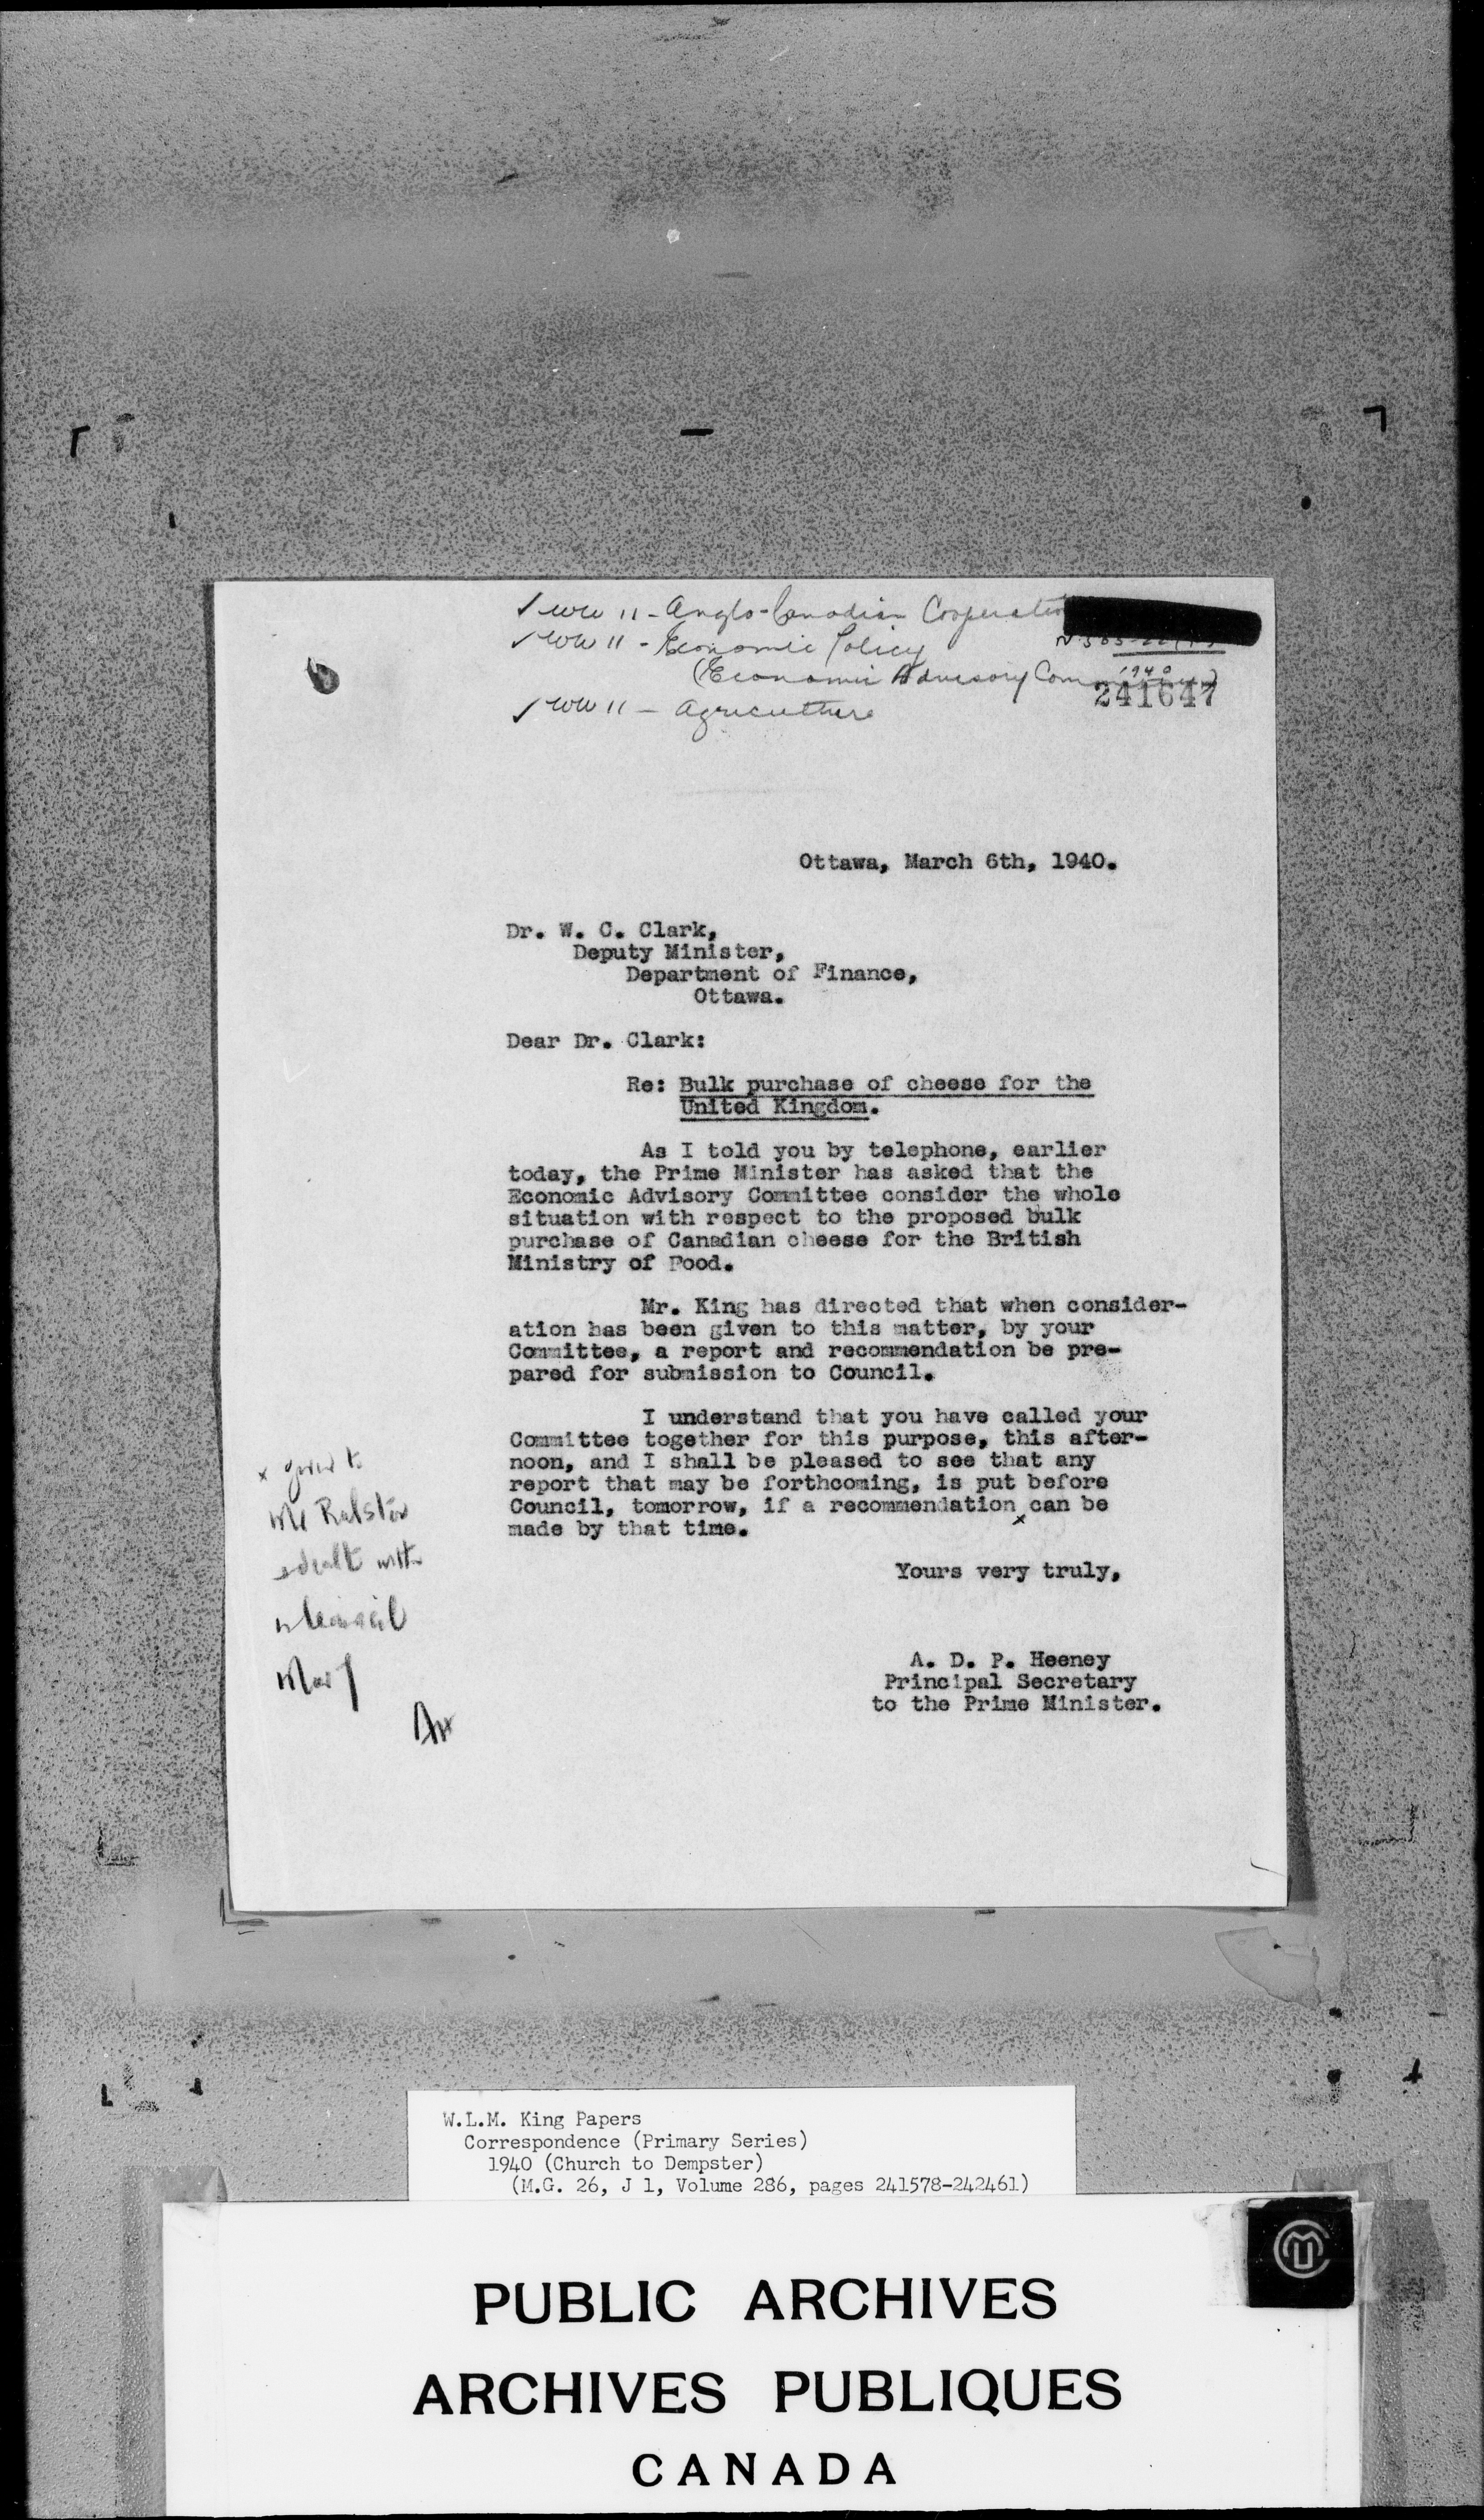 ✓ WW II - Anglo-Canadian Cooperation
✓ WW II - Economic Policy
(Economic Advisory Committee)
1940
241647
✓ WW II - Agriculture
Ottawa, March 6th, 1940.
Dr. W. C. Clark,
Deputy Minister,
Department of Finance,
Ottawa.
Dear Dr. Clark:
Re: Bulk purchase of cheese for the
United Kingdom.
As I told you by telephone, earlier
today, the Prime Minister has asked that the
Economic Advisory Committee consider the whole
situation with respect to the proposed bulk
purchase of Canadian cheese for the British
Ministry of Food.
Mr. King has directed that when consider-
ation has been given to this matter, by your
Committee, a report and recommendation be pre-
pared for submission to Council.
I understand that you have called your
Committee together for this purpose, this after-
noon, and I shall be pleased to see that any
report that may be forthcoming, is put before
Council, tomorrow, if a recommendation x can be
made by that time.
x given to
Mr Ralston
& dealt with
in Council
Mar 7
Yours very truly,
A. D. P. Heeney
Principal Secretary
to the Prime Minister.
W.L.M. King Papers
Correspondence (Primary Series)
1940 (Church to Dempster)
(M.G. 26, J 1, Volume 286, pages 241578-242461)
PUBLIC ARCHIVES
ARCHIVES PUBLIQUES
CANADA